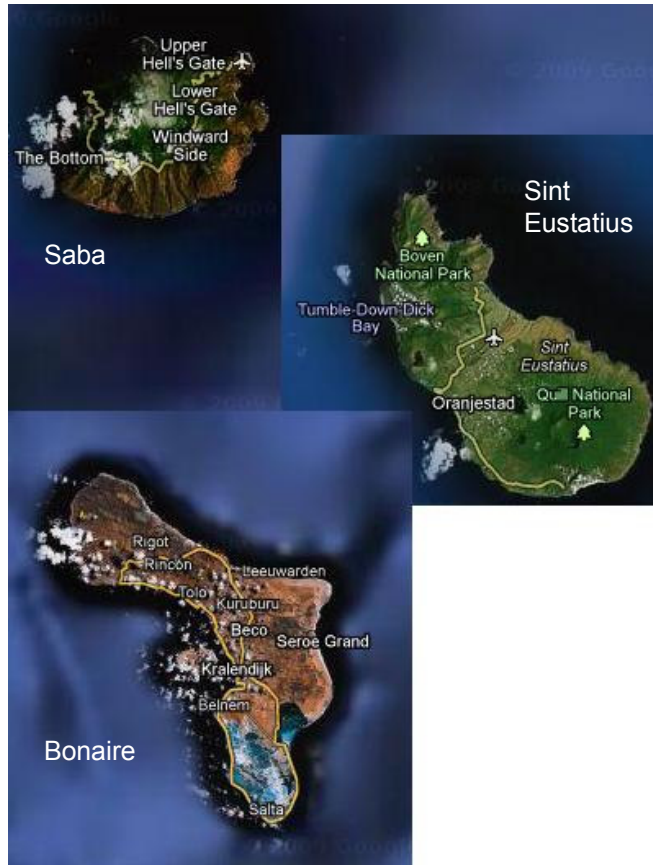 Upper
Hell's Gate
Lower
Hell's Gate
Windward
Side
The Bottom
Saba
© 2009 Google
Sint
Eustatius
Boven
National Park
Tumble-Down-Dick
Bay
Sint
Eustatius
Oranjestad
Quill National
Park
Rigot
Rincon
Leeuwarden
Tolo
Kuruburu
Beco
Seroe Grand
Kralendijk
Belnem
Bonaire
Salta